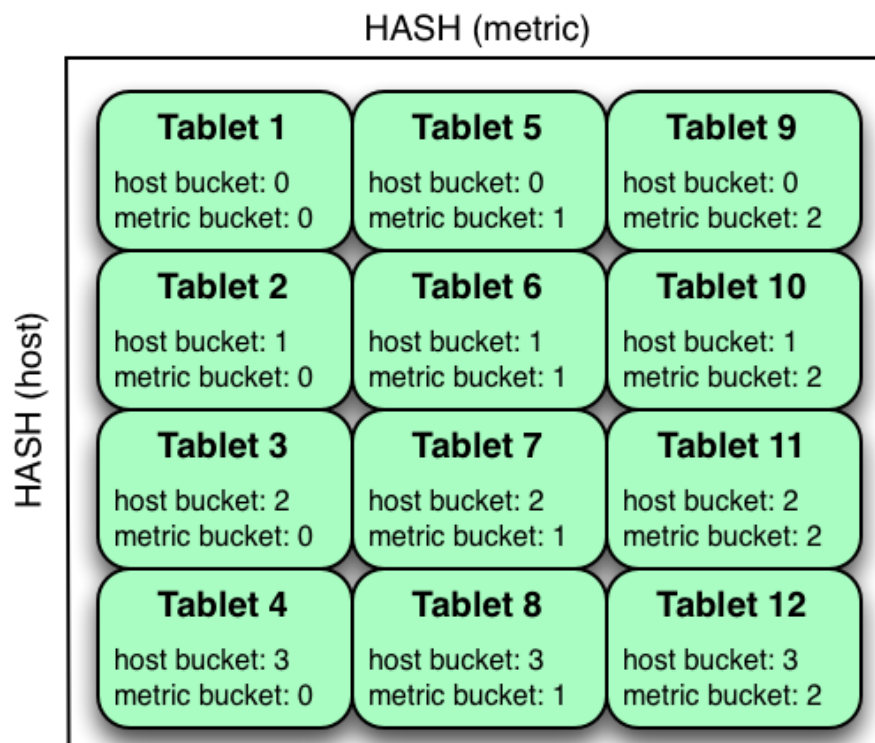 HASH (metric)
HASH (host)
Tablet 1
host bucket: 0
metric bucket: 0
Tablet 5
host bucket: 0
metric bucket: 1
Tablet 9
host bucket: 0
metric bucket: 2
Tablet 2
host bucket: 1
metric bucket: 0
Tablet 6
host bucket: 1
metric bucket: 1
Tablet 10
host bucket: 1
metric bucket: 2
Tablet 3
host bucket: 2
metric bucket: 0
Tablet 7
host bucket: 2
metric bucket: 1
Tablet 11
host bucket: 2
metric bucket: 2
Tablet 4
host bucket: 3
metric bucket: 0
Tablet 8
host bucket: 3
metric bucket: 1
Tablet 12
host bucket: 3
metric bucket: 2